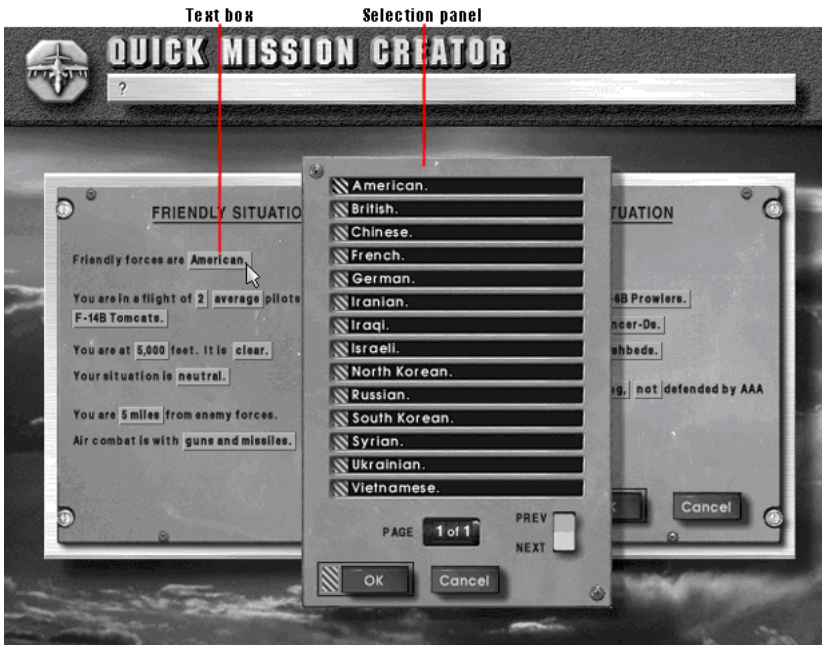 Text box Selection panel
QUICK MISSION CREATOR
?
FRIENDLY SITUATIO
Friendly forces are American.
You are in a flight of 2 average pilots
F-14B Tomcats.
You are at 5,000 feet. It is clear.
Your situation is neutral.
You are 5 miles from enemy forces.
Air combat is with guns and missiles.
American.
British.
Chinese.
French.
German.
Iranian.
Iraqi.
Israeli.
North Korean.
Russian.
South Korean.
Syrian.
Ukrainian.
Vietnamese.
PAGE 1 of 1 PREV
NEXT
OK Cancel
TUATION
-6B Prowlers.
ncer-Ds.
shbeds.
not defended by AAA
Cancel